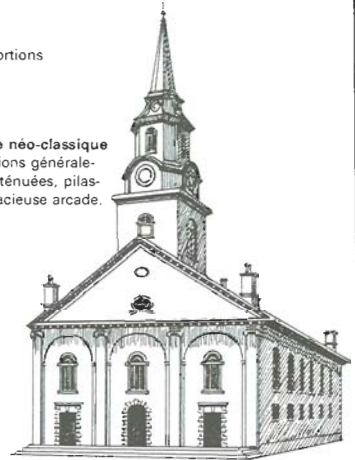 ortions
néo-classique
ions générale-
ténuées, pilas-
acieuse arcade.